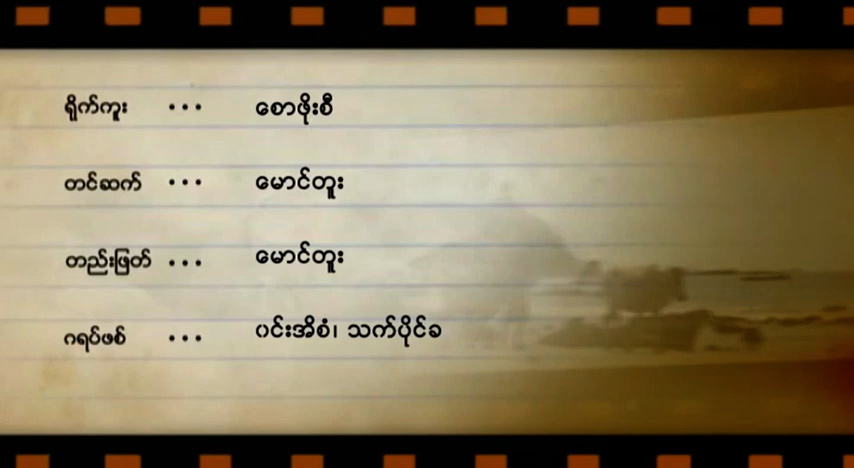 ရိုက်ကူး ... စောဖိုးစီ
တင်ဆက် ... မောင်တူး
တည်းဖြတ် ... မောင်တူး
ဂရပ်ဖစ် ... ဝင်းအိစံ၊ သက်ပိုင်ခ